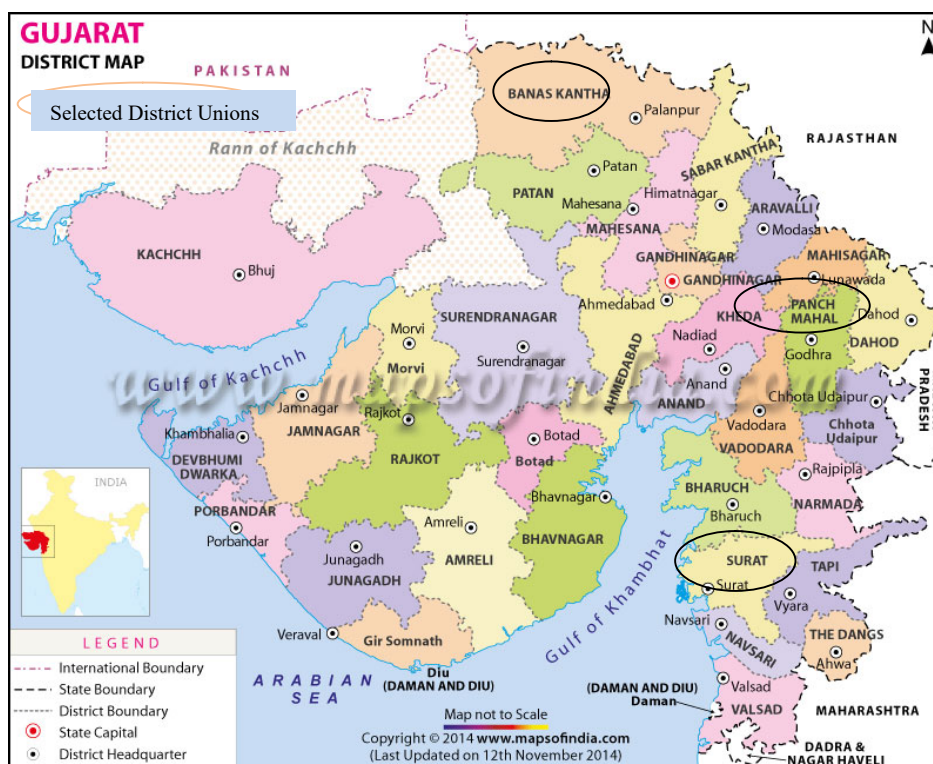 GUJARAT
DISTRICT MAP
N
PAKISTAN
Selected District Unions
Rann of Kachchh
BANAS KANTHA
Palanpur
RAJASTHAN
SABAR KANTHA
Patan
PATAN
Himatnagar
Mahesana
MAHESANA
ARAVALLI
Modasa
KACHCHH
Bhuj
GANDHINAGAR
GANDHINAGAR
MAHISAGAR
Lunawada
Ahmedabad
KHEDA
PANCH
MAHAL
Dahod
DAHOD
SURENDRANAGAR
Morvi
Morvi
Surendranagar
Nadiad
Godhra
AHMEDABAD
Anand
ANAND
Gulf of Kachchh
www.mapsofindia.com
PRADESH
Jamnagar
JAMNAGAR
Rajkot
RAJKOT
Chhota Udaipur
Chhota
Udaipur
Vadodara
VADODARA
Khambhalia
DEVBHUMI
DWARKA
Botad
Botad
Rajpipla
NARMADA
BHARUCH
Bharuch
INDIA
PORBANDAR
Porbandar
Bhavnagar
BHAVNAGAR
Amreli
AMRELI
Junagadh
JUNAGADH
Gulf of Khambhat
SURAT
Surat
TAPI
Vyara
Navsari
NAVSARI
THE DANGS
Ahwa
Veraval
Gir Somnath
LEGEND
International Boundary
State Boundary
District Boundary
State Capital
District Headquarter
ARABIAN
SEA
Diu
(DAMAN AND DIU)
(DAMAN AND DIU)
Daman
Valsad
VALSAD
MAHARASHTRA
DADRA &
NAGAR HAVELI
Map not to Scale
Copyright © 2014 www.mapsofindia.com
(Last Updated on 12th November 2014)